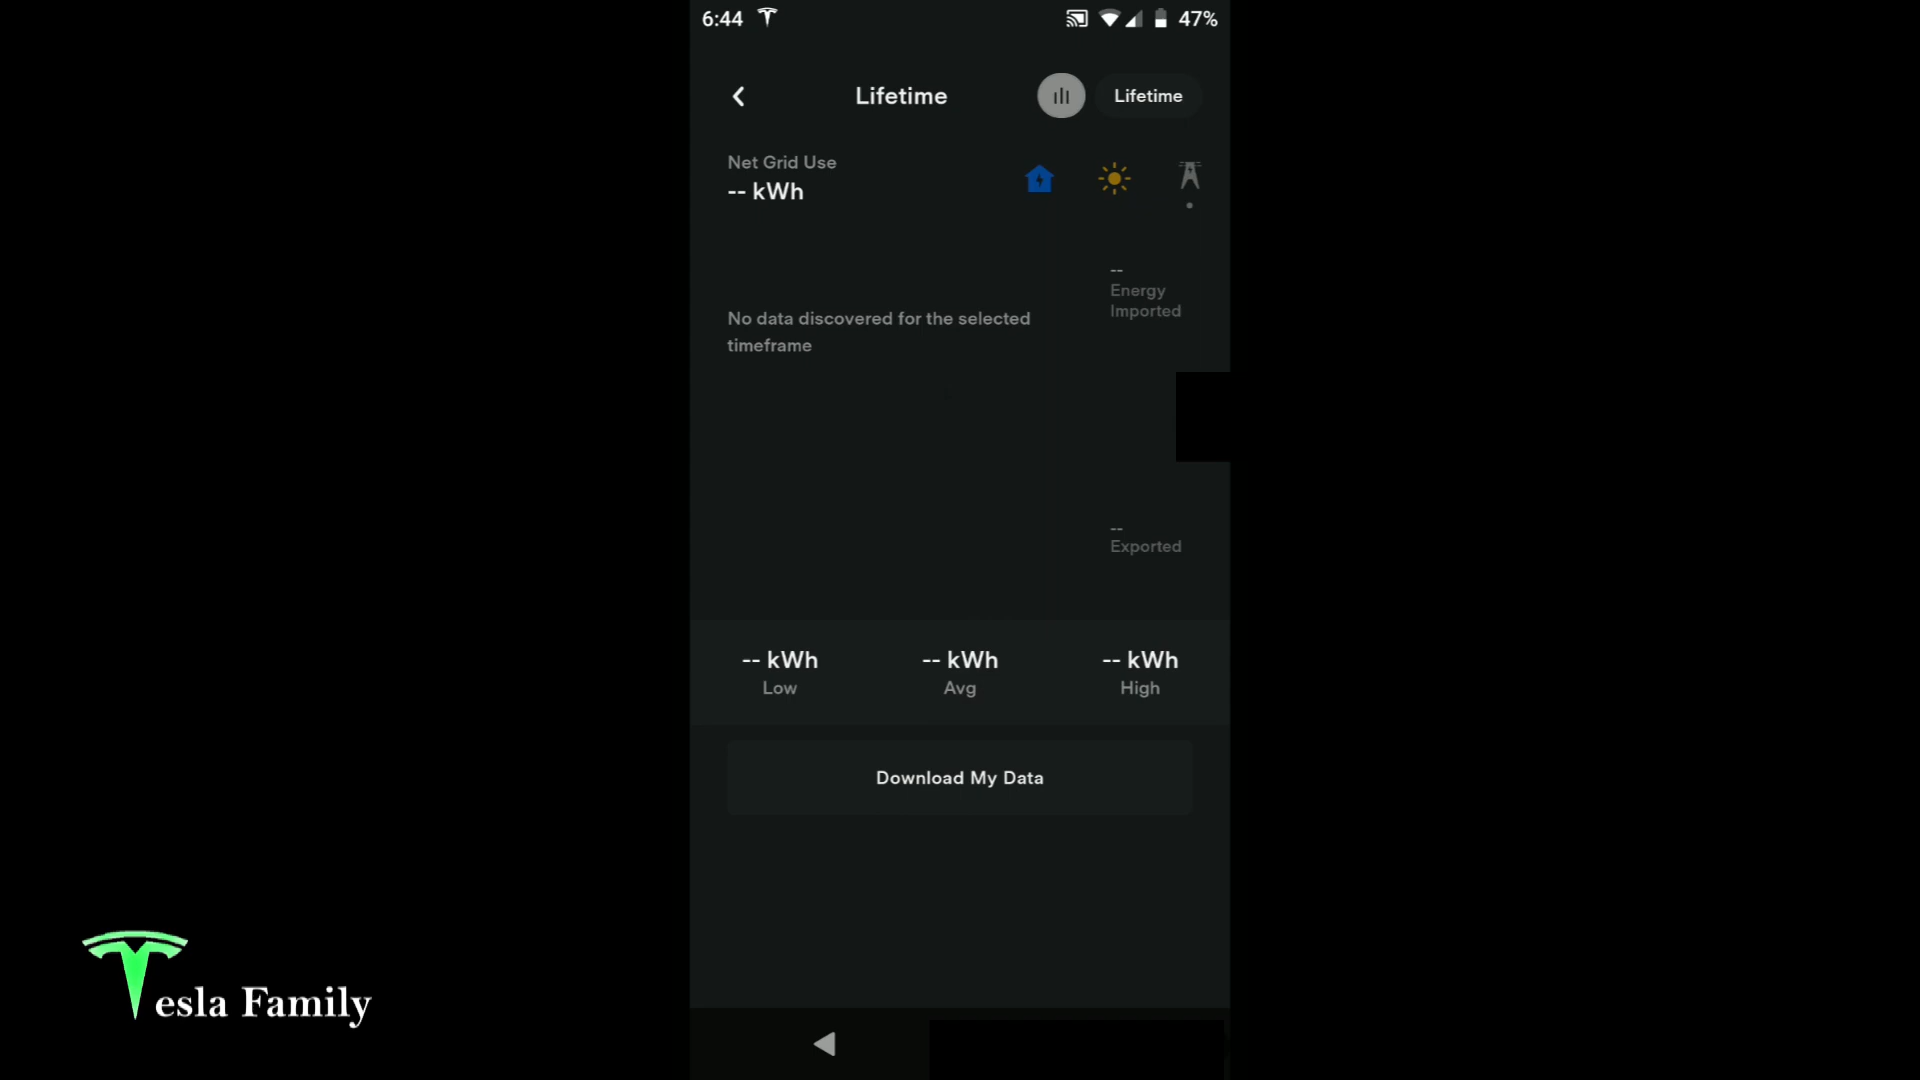 6:44
47%
Lifetime
Lifetime
Net Grid Use
-- kWh
--
Energy
Imported
No data discovered for the selected
timeframe
--
Exported
-- kWh
Low
-- kWh
Avg
-- kWh
High
Download My Data
Tesla Family